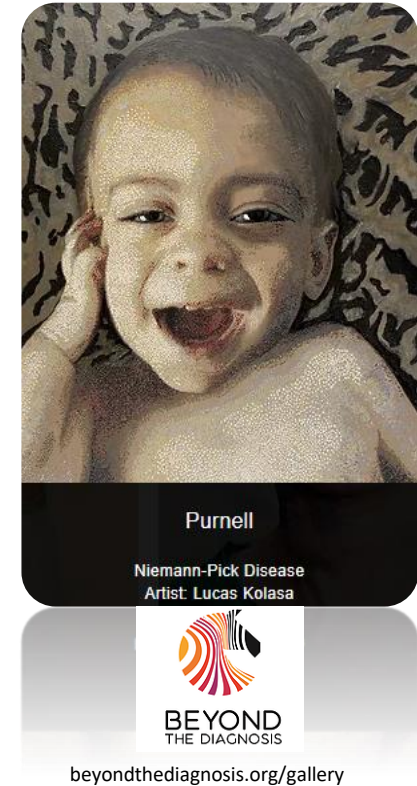 Purnell
Niemann-Pick Disease
Artist: Lucas Kolasa
BEYOND
THE DIAGNOSIS
beyondthediagnosis.org/gallery